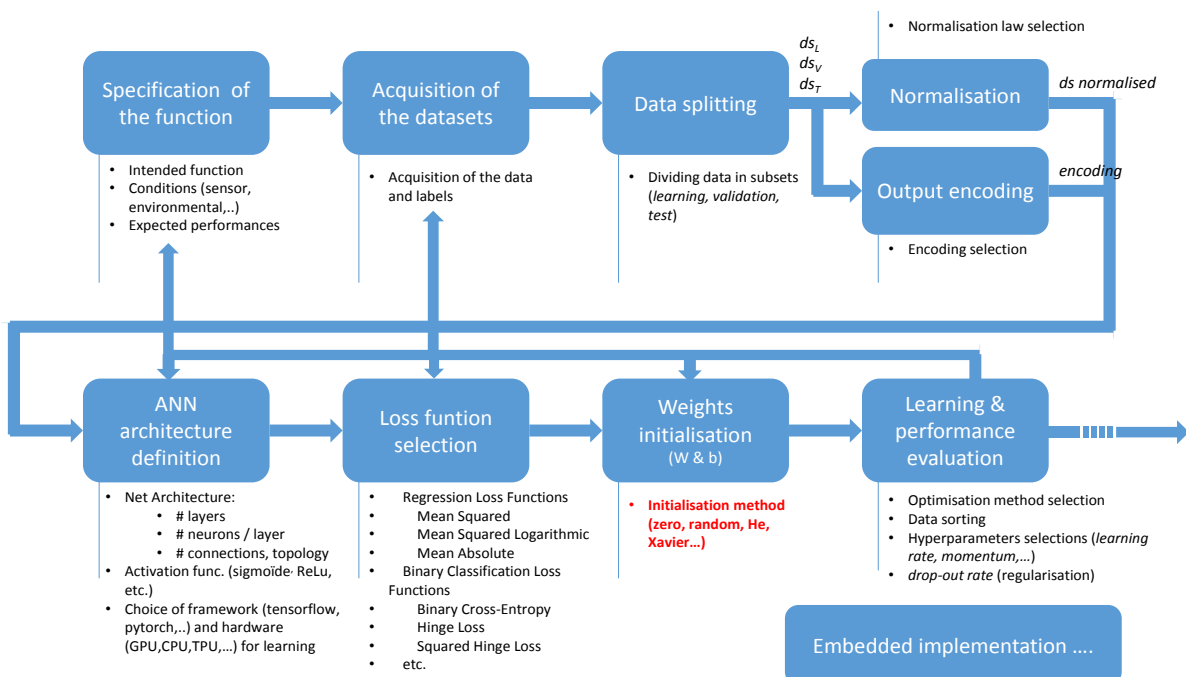 Specification of
the function
• Intended function
• Conditions (sensor,
environmental,..)
• Expected performances
Acquisition of
the datasets
• Acquisition of the data
and labels
Data splitting
• Dividing data in subsets
(learning, validation,
test)
dsL
dsV
dsT
• Normalisation law selection
Normalisation
ds normalised
Output encoding
encoding
• Encoding selection
ANN
architecture
definition
• Net Architecture:
• # layers
• # neurons / layer
• # connections, topology
• Activation func. (sigmoïde, ReLu,
etc.)
• Choice of framework (tensorflow,
pytorch,..) and hardware
(GPU,CPU,TPU,…) for learning
Loss funtion
selection
• Regression Loss Functions
• Mean Squared
• Mean Squared Logarithmic
• Mean Absolute
• Binary Classification Loss
Functions
• Binary Cross-Entropy
• Hinge Loss
• Squared Hinge Loss
• etc.
Weights
initialisation
(W & b)
• Initialisation method
(zero, random, He,
Xavier…)
Learning &
performance
evaluation
• Optimisation method selection
• Data sorting
• Hyperparameters selections (learning
rate, momentum,…)
• drop-out rate (regularisation)
Embedded implementation ….